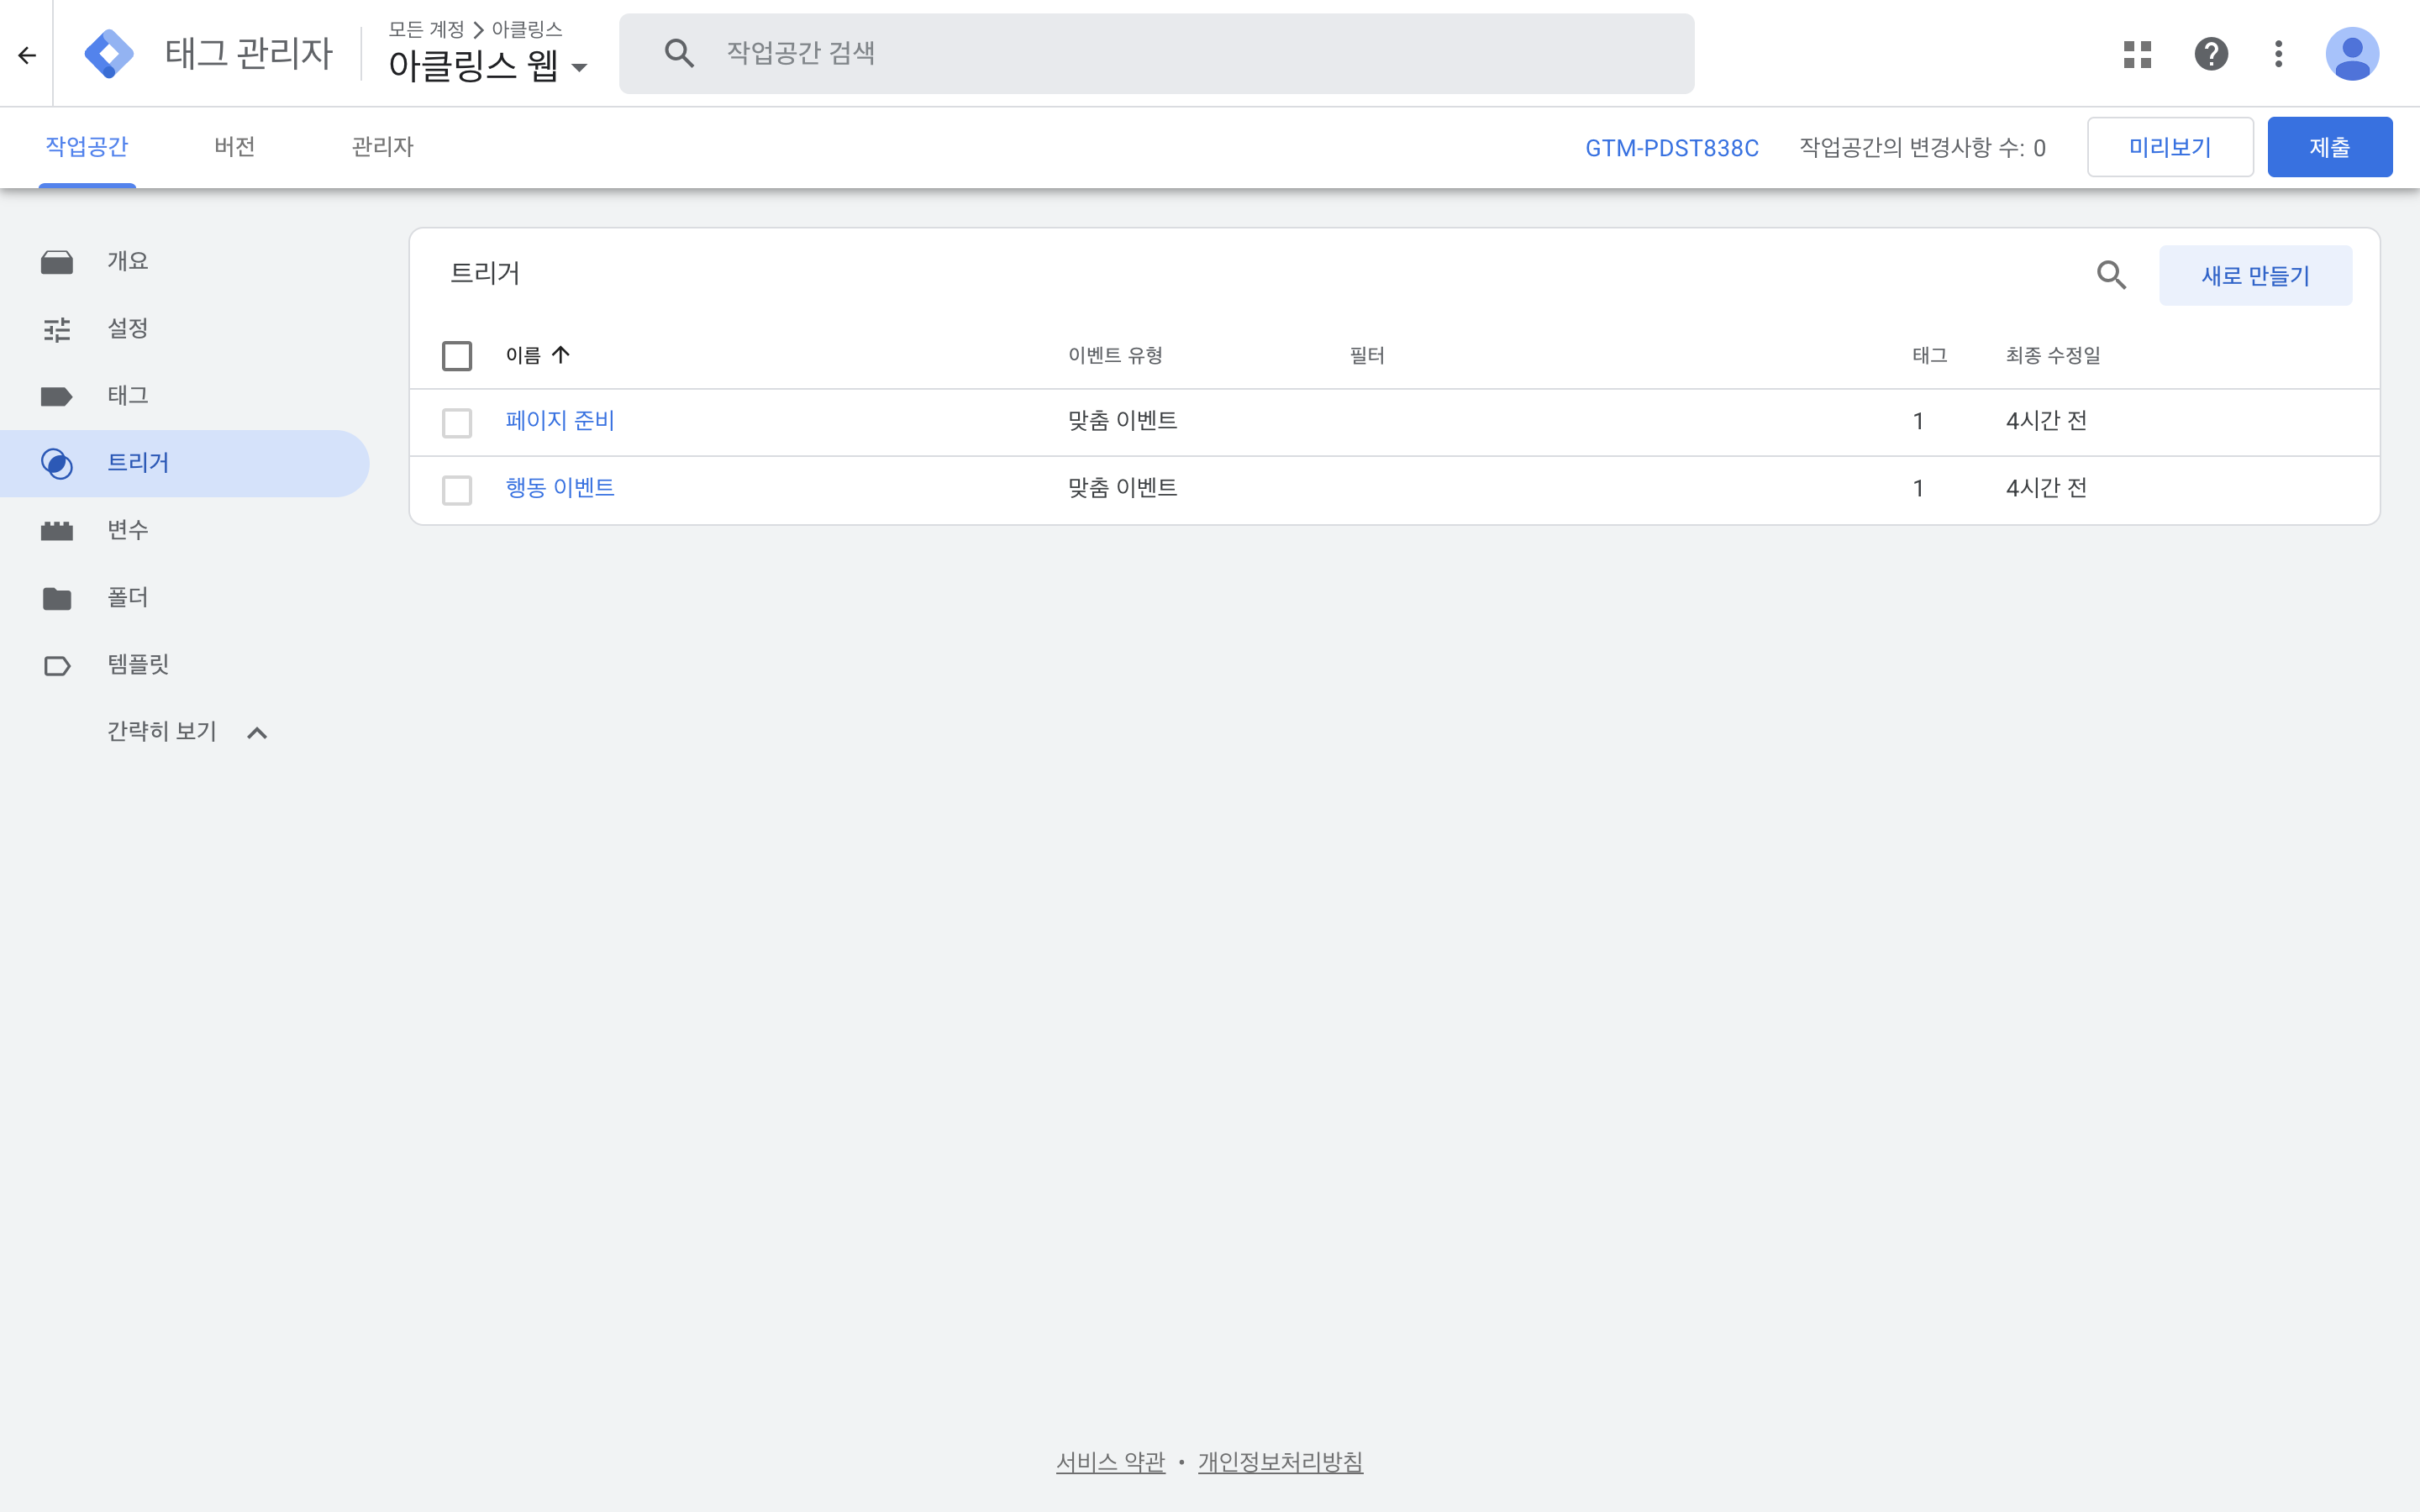 태그 관리자
모든 계정 > 아클링스
아클링스 웹
작업공간 검색
작업공간 버전 관리자 GTM-PDST838C 작업공간의 변경사항 수: 0 미리보기 제출
개요
설정
태그
트리거
변수
폴더
템플릿
간략히 보기
트리거 새로 만들기
이름 이벤트 유형 필터 태그 최종 수정일
페이지 준비 맞춤 이벤트 1 4시간 전
행동 이벤트 맞춤 이벤트 1 4시간 전
서비스 약관 • 개인정보처리방침